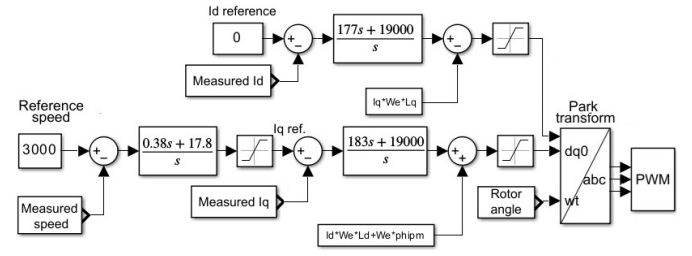 Id reference
0
+
−
177s + 19000
s
+
−
Measured Id
Iq*We*Lq
Reference
speed
3000
+
−
0.38s + 17.8
s
Iq ref.
+
−
183s + 19000
s
+
+
Park
transform
dq0
abc
wt
PWM
Measured
speed
Measured Iq
Rotor
angle
Id*We*Ld+We*phipm